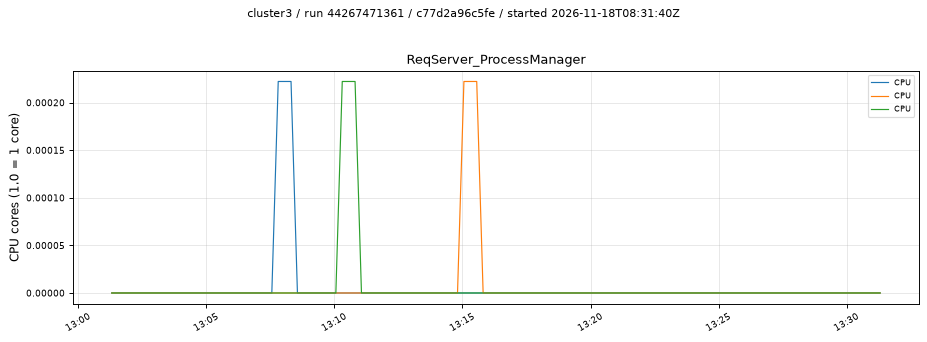 cluster3 / run 44267471361 / c77d2a96c5fe / started 2026-11-18T08:31:40Z
ReqServer_ProcessManager
CPU cores (1.0 = 1 core)
0.00020
0.00015
0.00010
0.00005
0.00000
CPU
CPU
CPU
13:00
13:05
13:10
13:15
13:20
13:25
13:30